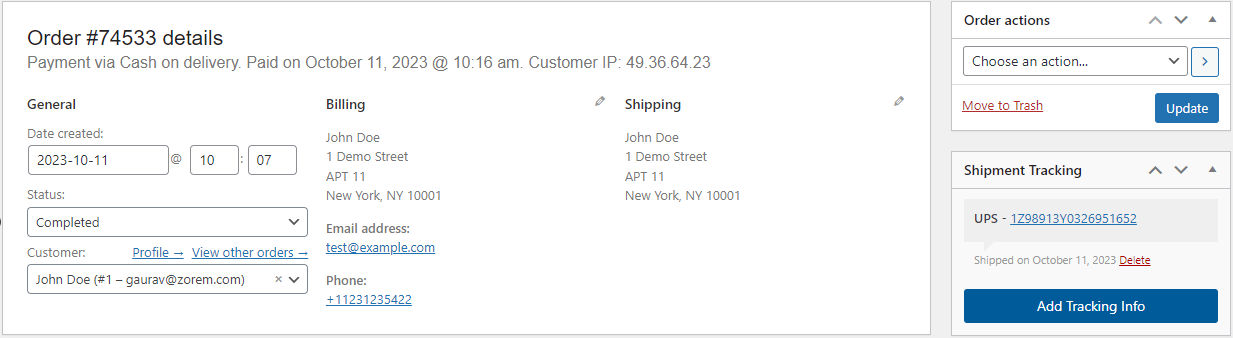 Order #74533 details
Payment via Cash on delivery. Paid on October 11, 2023 @ 10:16 am. Customer IP: 49.36.64.23
General
Date created:
2023-10-11 @ 10 : 07
Status:
Completed
Customer: Profile → View other orders →
John Doe (#1 – gaurav@zorem.com) ×
Billing
John Doe
1 Demo Street
APT 11
New York, NY 10001
Email address:
test@example.com
Phone:
+11231235422
Shipping
John Doe
1 Demo Street
APT 11
New York, NY 10001
Order actions
Choose an action...
Move to Trash
Update
Shipment Tracking
UPS - 1Z98913Y0326951652
Shipped on October 11, 2023 Delete
Add Tracking Info